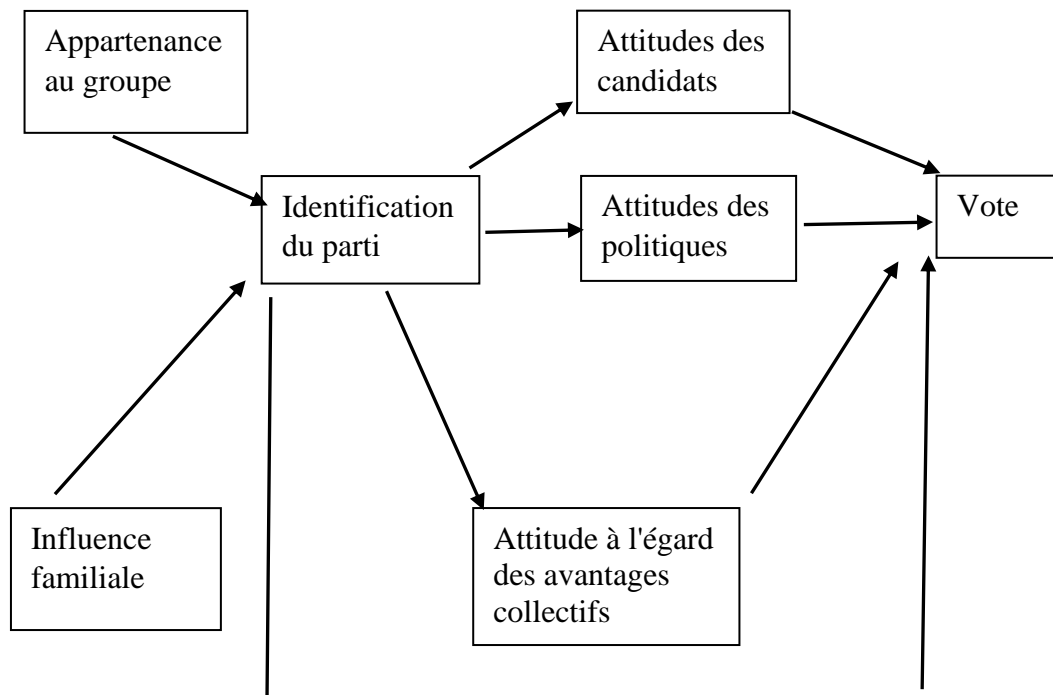 Appartenance
au groupe
Attitudes des
candidats
Identification
du parti
Attitudes des
politiques
Vote
Influence
familiale
Attitude à l'égard
des avantages
collectifs